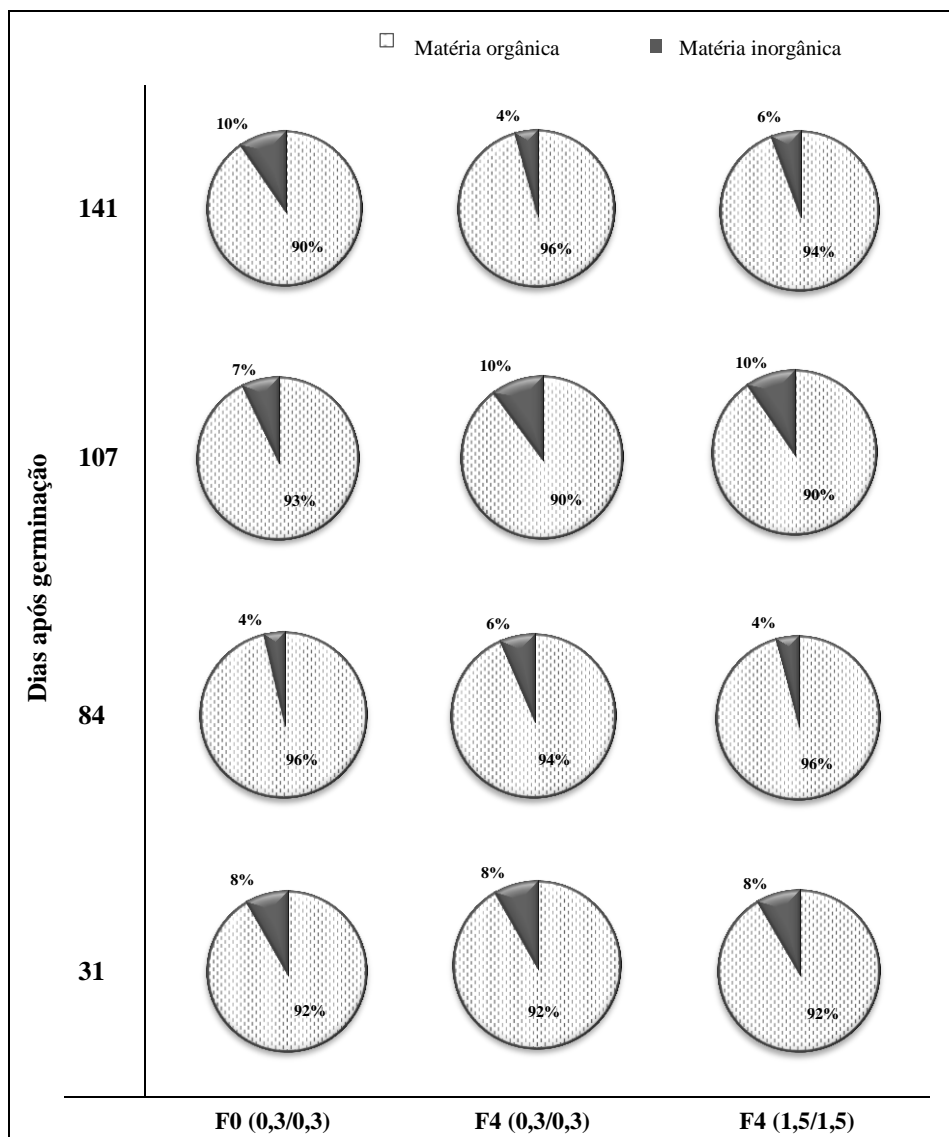 Matéria orgânica Matéria inorgânica
10% 4% 6%
141
90% 96% 94%
7% 10% 10%
107
93% 90% 90%
Dias após germinação
4% 6% 4%
84
96% 94% 96%
8% 8% 8%
31
92% 92% 92%
F0 (0,3/0,3) F4 (0,3/0,3) F4 (1,5/1,5)